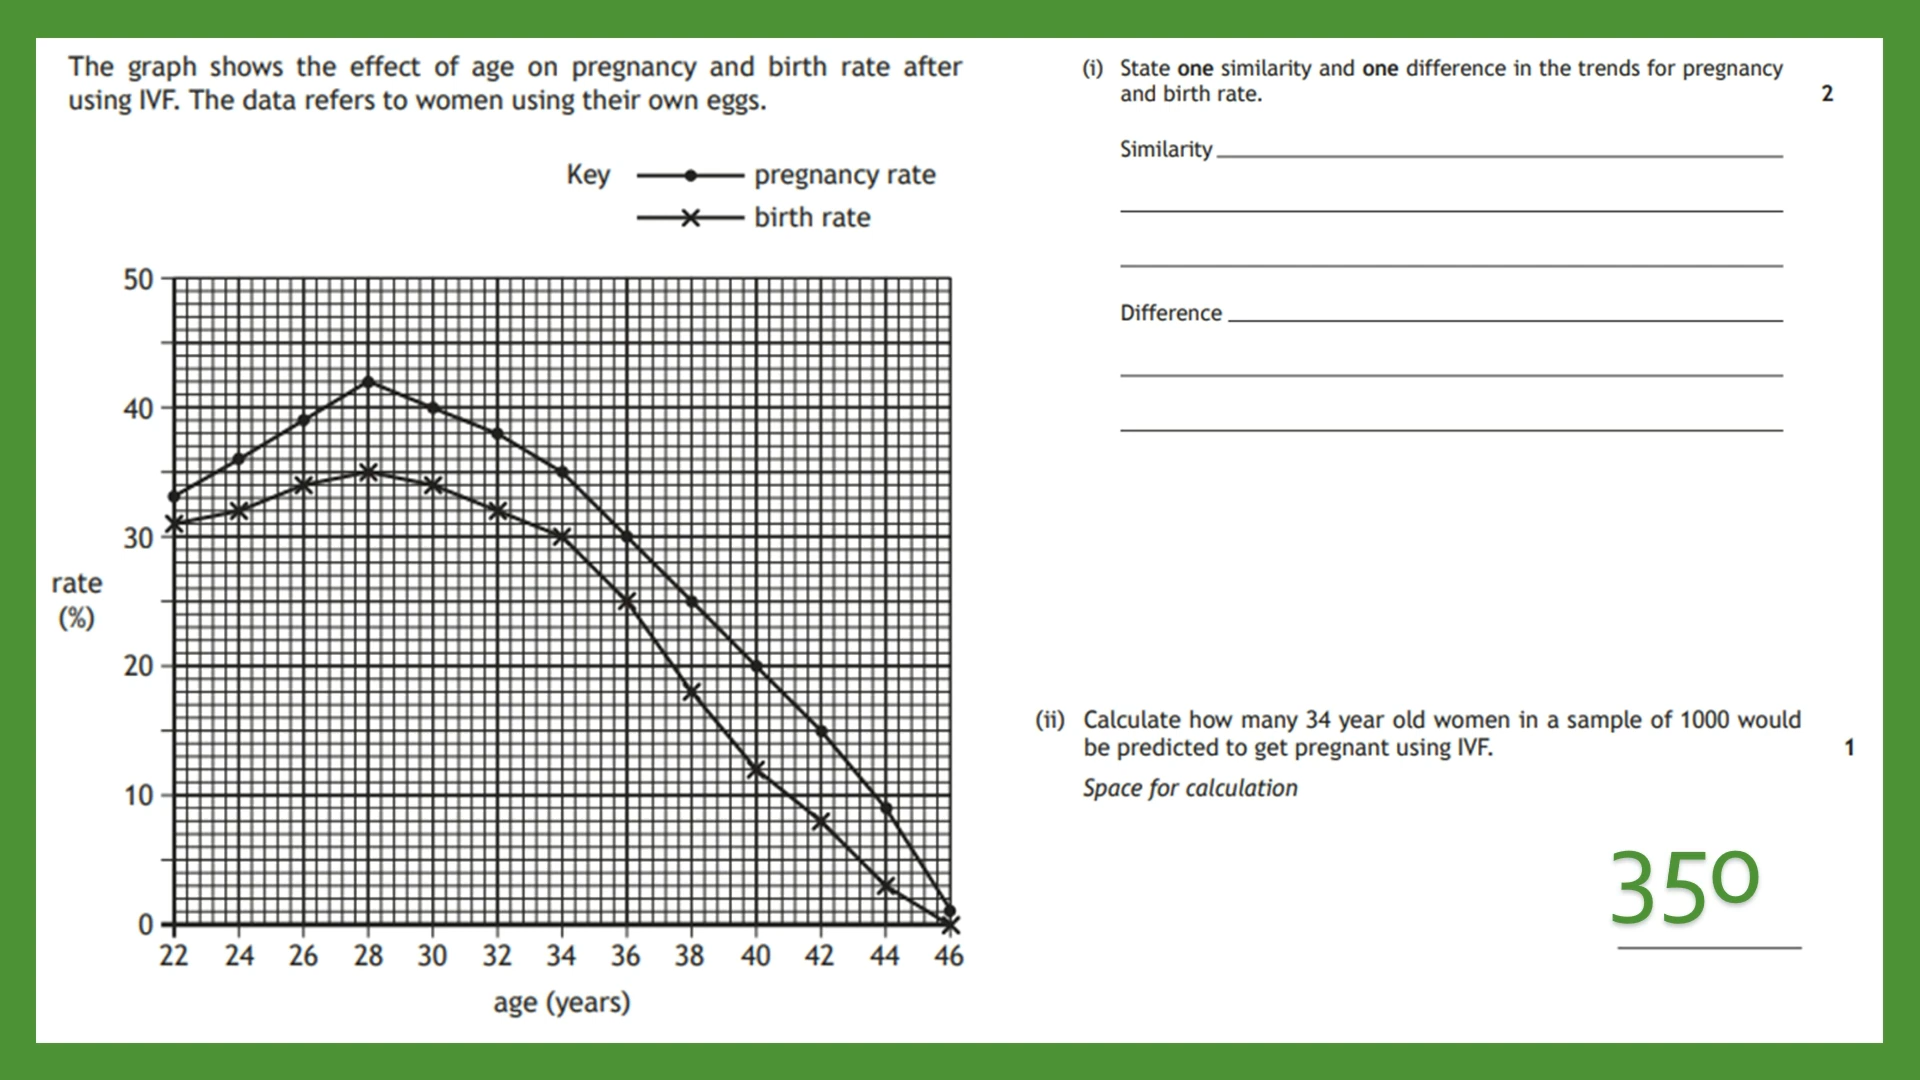 The graph shows the effect of age on pregnancy and birth rate after
using IVF. The data refers to women using their own eggs.
Key
pregnancy rate
birth rate
50
40
30
20
10
0
rate
(%)
22 24 26 28 30 32 34 36 38 40 42 44 46
age (years)
(i) State one similarity and one difference in the trends for pregnancy
and birth rate. 2
Similarity
Difference
(ii) Calculate how many 34 year old women in a sample of 1000 would
be predicted to get pregnant using IVF. 1
Space for calculation
350